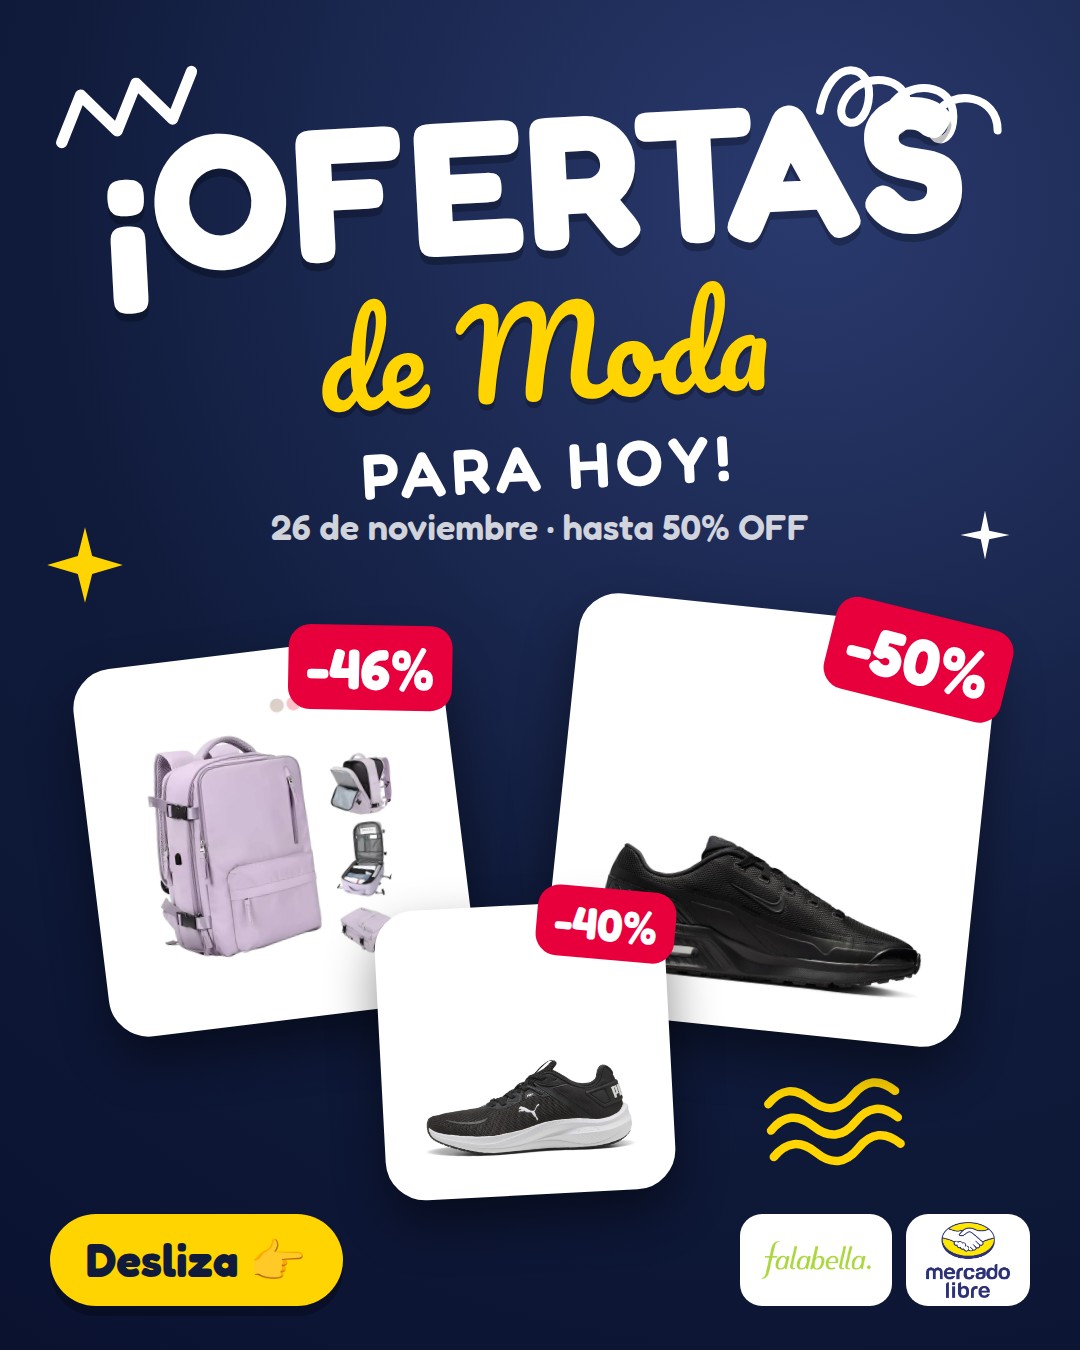 ¡OFERTAS
de Moda
PARA HOY!
26 de noviembre · hasta 50% OFF
-46%
-50%
-40%
Desliza 👉
falabella.
mercado
libre